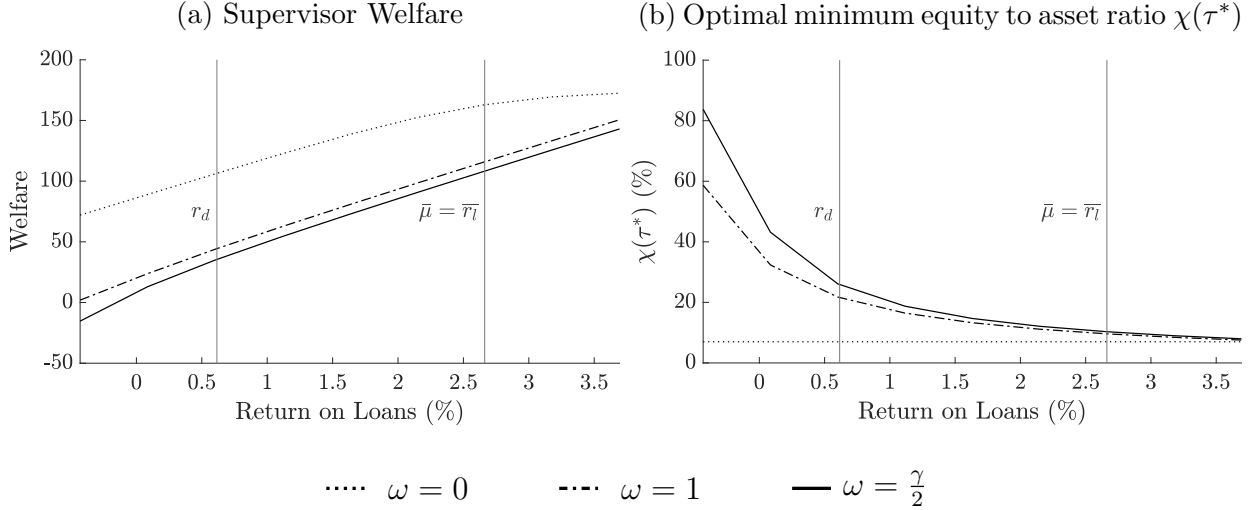 (a) Supervisor Welfare
200
150
100
50
0
-50
Welfare
r_d
μ̄ = r̄_l
0 0.5 1 1.5 2 2.5 3 3.5
Return on Loans (%)
(b) Optimal minimum equity to asset ratio χ(τ*)
100
80
60
40
20
0
χ(τ*) (%)
r_d
μ̄ = r̄_l
0 0.5 1 1.5 2 2.5 3 3.5
Return on Loans (%)
ω = 0 ω = 1 ω = γ/2